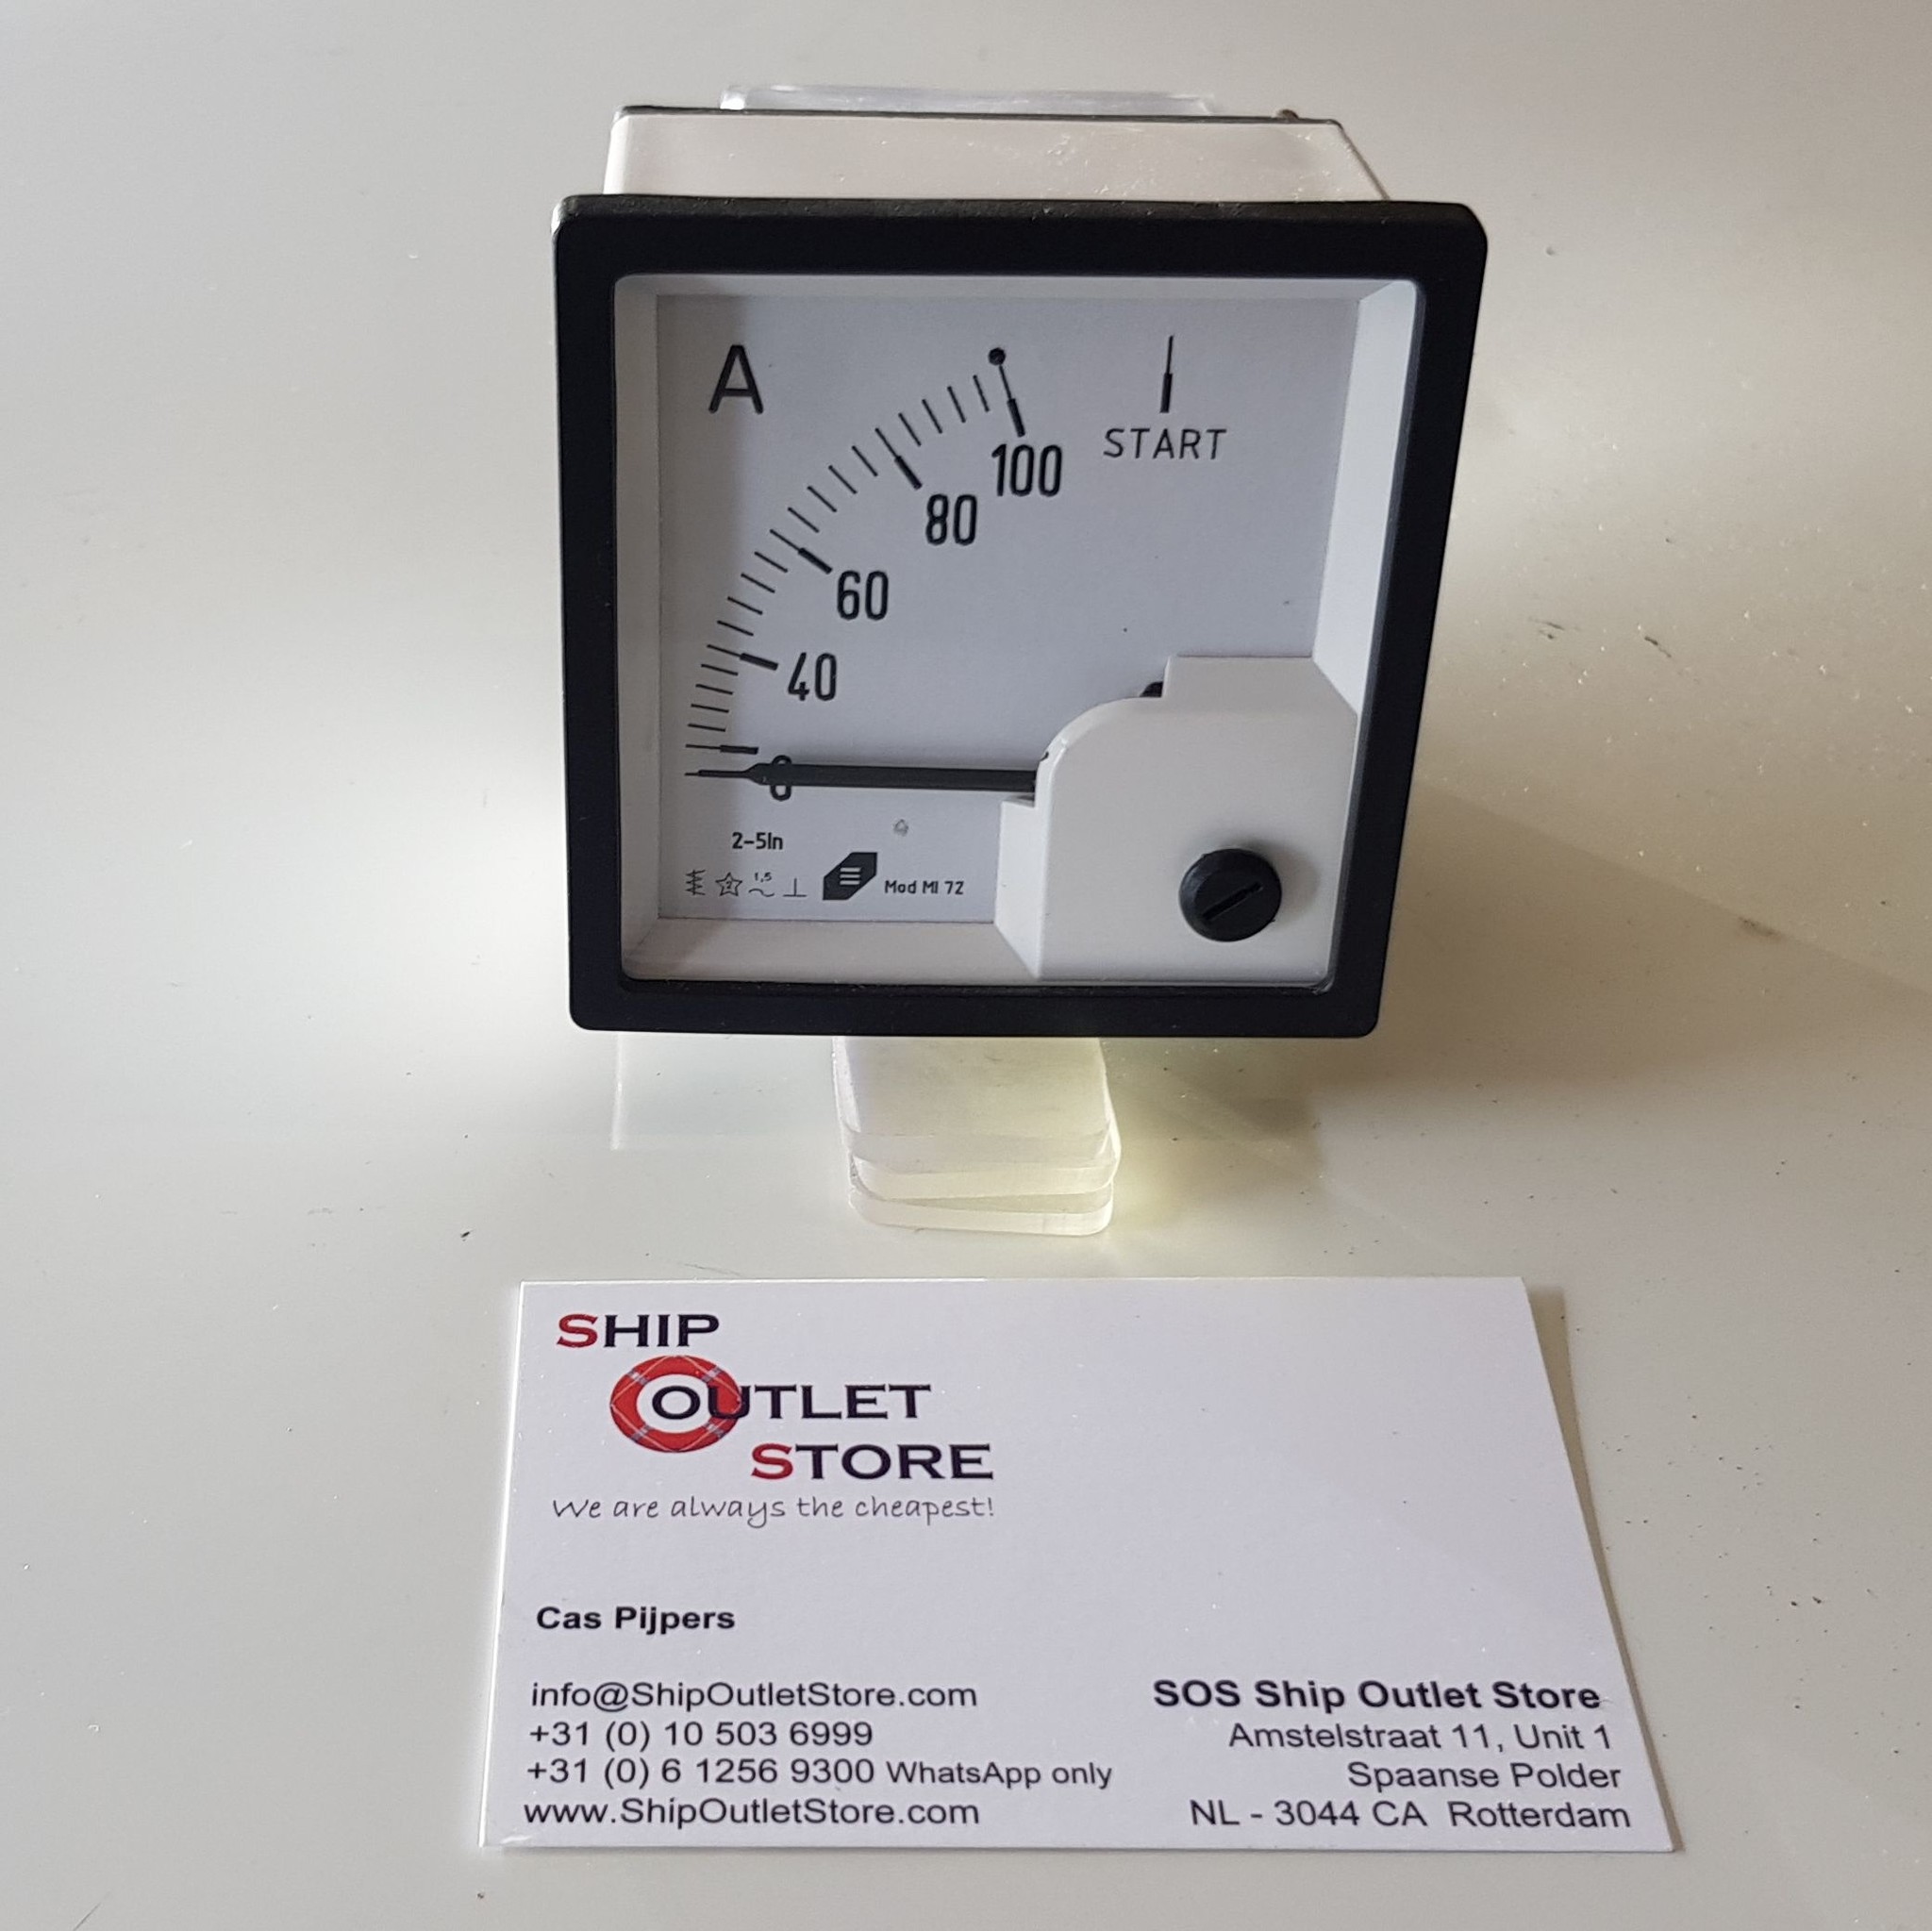 A
START
100
80
60
40
0
2-5In
1,5
Mod MI 72
SHIP
OUTLET
STORE
We are always the cheapest!
Cas Pijpers
info@ShipOutletStore.com
+31 (0) 10 503 6999
+31 (0) 6 1256 9300 WhatsApp only
www.ShipOutletStore.com
SOS Ship Outlet Store
Amstelstraat 11, Unit 1
Spaanse Polder
NL - 3044 CA Rotterdam